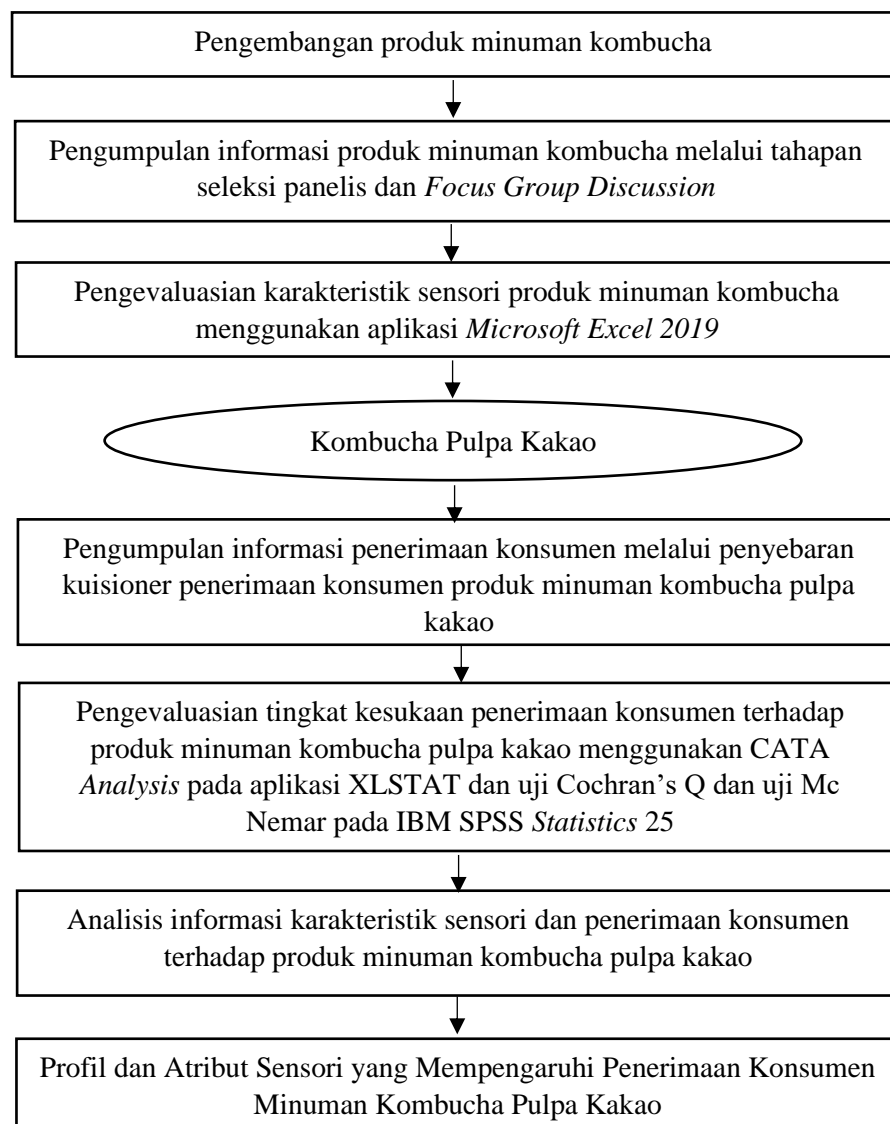 Pengembangan produk minuman kombucha
Pengumpulan informasi produk minuman kombucha melalui tahapan
seleksi panelis dan Focus Group Discussion
Pengevaluasian karakteristik sensori produk minuman kombucha
menggunakan aplikasi Microsoft Excel 2019
Kombucha Pulpa Kakao
Pengumpulan informasi penerimaan konsumen melalui penyebaran
kuisioner penerimaan konsumen produk minuman kombucha pulpa
kakao
Pengevaluasian tingkat kesukaan penerimaan konsumen terhadap
produk minuman kombucha pulpa kakao menggunakan CATA
Analysis pada aplikasi XLSTAT dan uji Cochran’s Q dan uji Mc
Nemar pada IBM SPSS Statistics 25
Analisis informasi karakteristik sensori dan penerimaan konsumen
terhadap produk minuman kombucha pulpa kakao
Profil dan Atribut Sensori yang Mempengaruhi Penerimaan Konsumen
Minuman Kombucha Pulpa Kakao